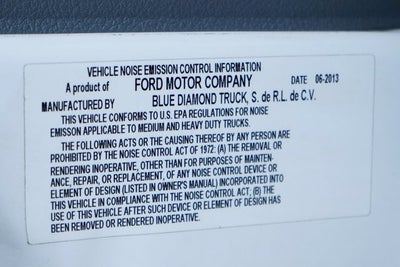 VEHICLE NOISE EMISSION CONTROL INFORMATION
A product of FORD MOTOR COMPANY DATE 06-2013
MANUFACTURED BY BLUE DIAMOND TRUCK, S. de R.L. de C.V.
THIS VEHICLE CONFORMS TO U.S. EPA REGULATIONS FOR NOISE
EMISSON APPLICABLE TO MEDIUM AND HEAVY DUTY TRUCKS.
THE FOLLOWING ACTS OR THE CAUSING THEREOF BY ANY PERSON ARE
PROHIBITED BY THE NOISE CONTROL ACT OF 1972: (A) THE REMOVAL OR
RENDERING INOPERATIVE, OTHER THAN FOR PURPOSES OF MAINTEN-
ANCE, REPAIR, OR REPLACEMENT, OF ANY NOISE CONTROL DEVICE OR
ELEMENT OF DESIGN (LISTED IN OWNER'S MANUAL) INCORPORATED INTO
THIS VEHICLE IN COMPLIANCE WITH THE NOISE CONTROL ACT; (B) THE
USE OF THIS VEHICLE AFTER SUCH DEVICE OR ELEMENT OF DESIGN HAS
BEEN REMOVED OR RENDERED INOPERATIVE.